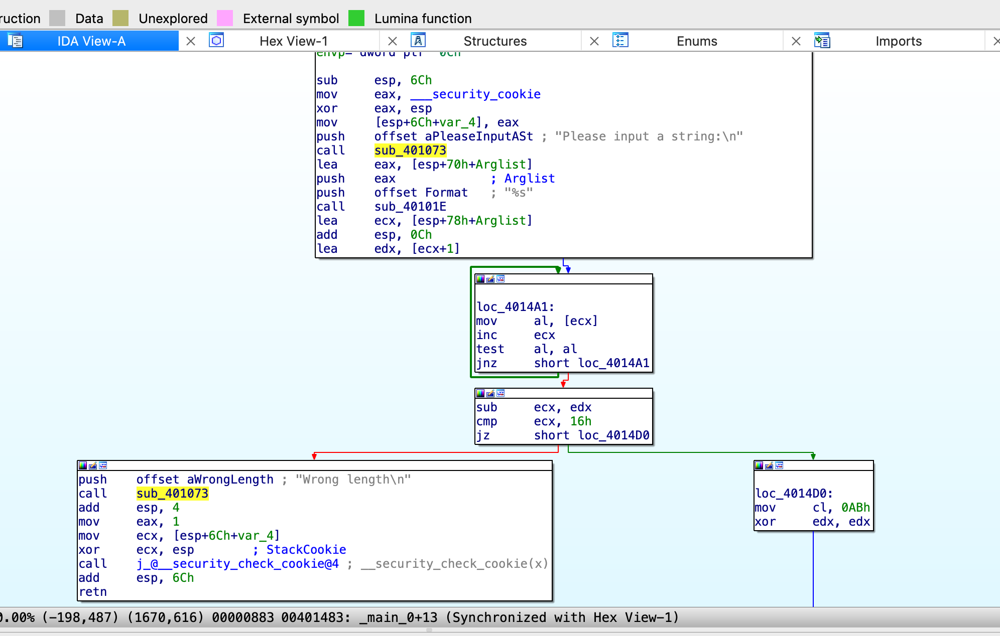 ruction Data Unexplored External symbol Lumina function
IDA View-A Hex View-1 Structures Enums Imports
envp= dword ptr 0Ch
sub esp, 6Ch
mov eax, ___security_cookie
xor eax, esp
mov [esp+6Ch+var_4], eax
push offset aPleaseInputASt ; "Please input a string:\n"
call sub_401073
lea eax, [esp+70h+Arglist]
push eax ; Arglist
push offset Format ; "%s"
call sub_40101E
lea ecx, [esp+78h+Arglist]
add esp, 0Ch
lea edx, [ecx+1]
loc_4014A1:
mov al, [ecx]
inc ecx
test al, al
jnz short loc_4014A1
sub ecx, edx
cmp ecx, 16h
jz short loc_4014D0
push offset aWrongLength ; "Wrong length\n"
call sub_401073
add esp, 4
mov eax, 1
mov ecx, [esp+6Ch+var_4]
xor ecx, esp ; StackCookie
call j_@__security_check_cookie@4 ; __security_check_cookie(x)
add esp, 6Ch
retn
loc_4014D0:
mov cl, 0ABh
xor edx, edx
0.00% (-198,487) (1670,616) 00000883 00401483: _main_0+13 (Synchronized with Hex View-1)